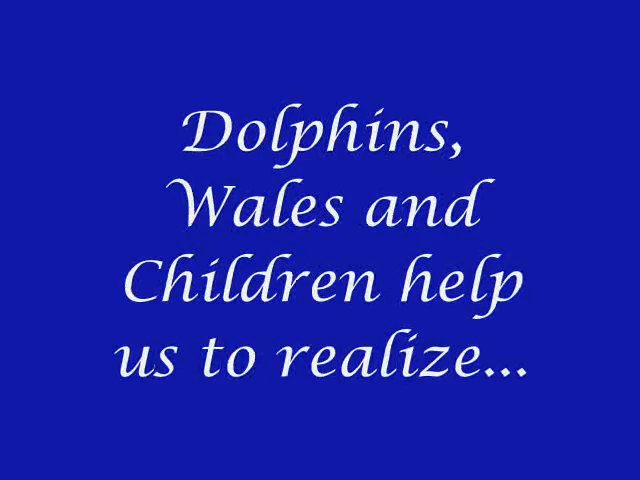 Dolphins,
Wales and
Children help
us to realize...